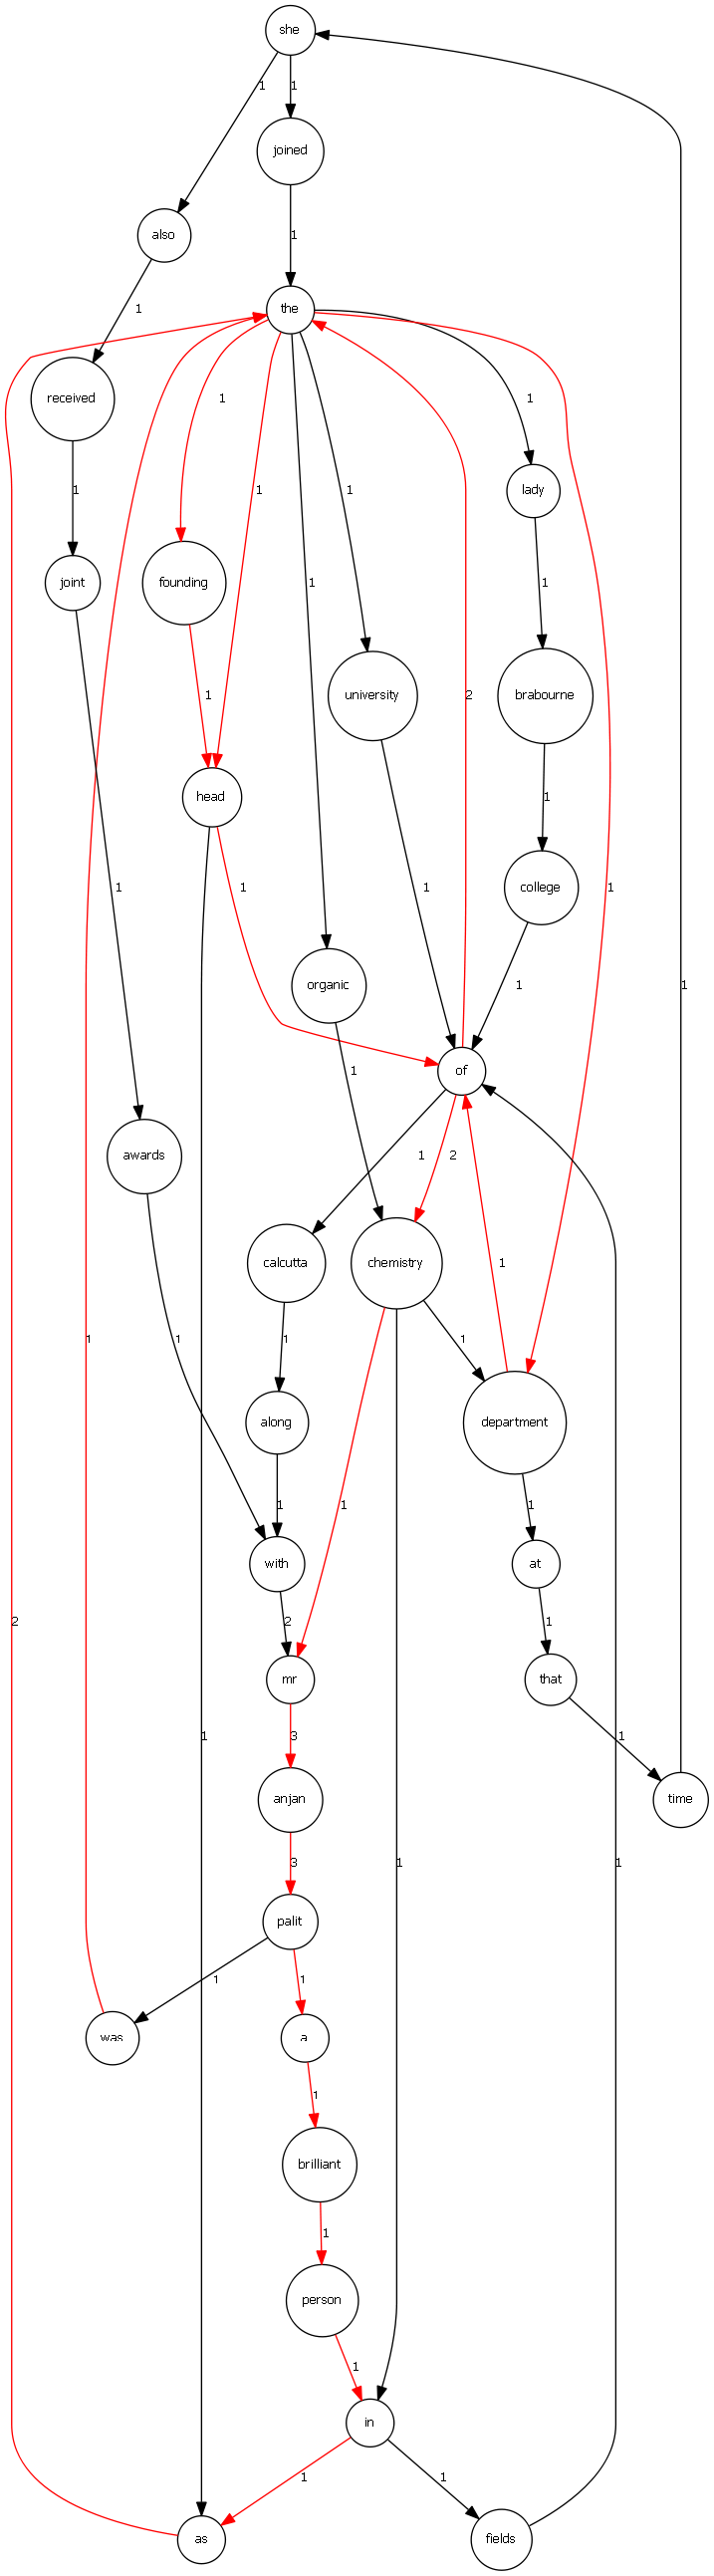 she
1 1
joined
also
1
1
the
received
1
1
lady
1
1
1
1
joint
founding
1
1
1
university
brabourne
2
head
1
college
1
1
1
1
organic
1
of
1
awards
1
2
calcutta
chemistry
1
1
1
1
1
along
department
1
1
1
with
at
2
1
mr
that
2
1
3
1
anjan
time
3
1
1
palit
1
1
was
a
1
brilliant
1
person
1
in
1
1
as
fields